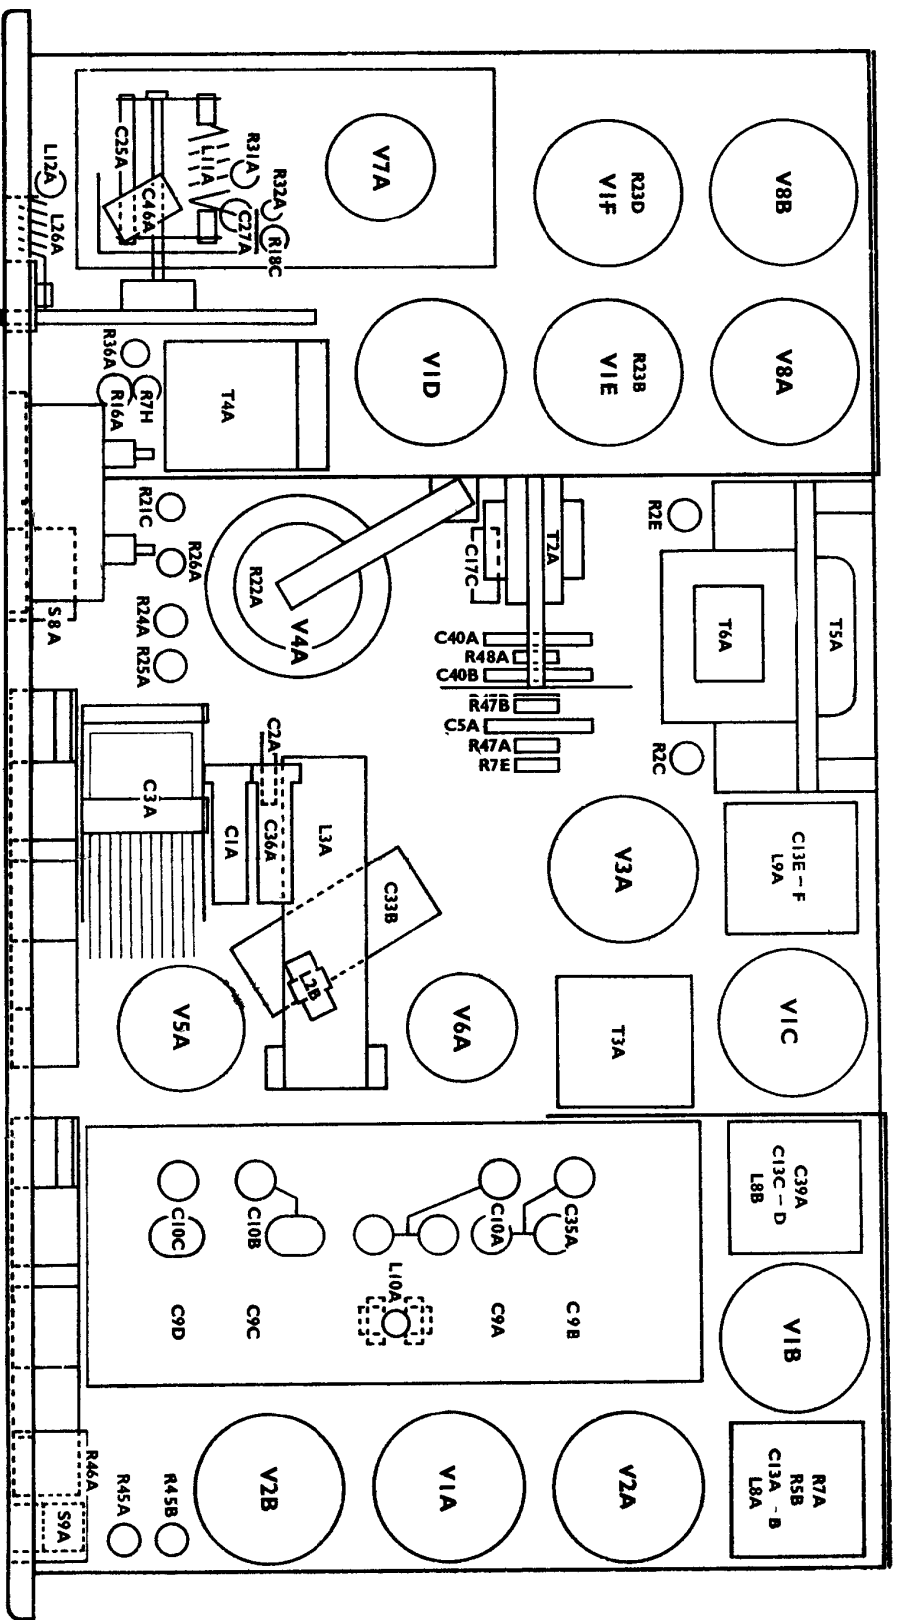 V8B
R23D
V1F
V7A
R31A
R32A
R18C
C27A
L11A
C25A
C46A
L12A
L26A
V8A
R23B
V1E
V1D
T4A
R36A
R7H
R16A
R2E
T5A
T6A
T2A
C17C
R22A
V4A
R21C
R26A
R24A
R25A
S8A
C40A
R48A
C40B
R47B
C5A
R47A
R7E
R2C
C2A
C3A
C1A
C36A
L3A
C33B
L2B
V3A
C13E-F
L9A
V5A
V6A
T3A
V1C
C39A
C13C-D
L8B
C35A
C10A
C10B
C10C
L10A
C9B
C9A
C9C
C9D
V1B
R7A
R5B
C13A-B
L8A
V2A
V1A
V2B
R45B
R45A
R46A
S9A